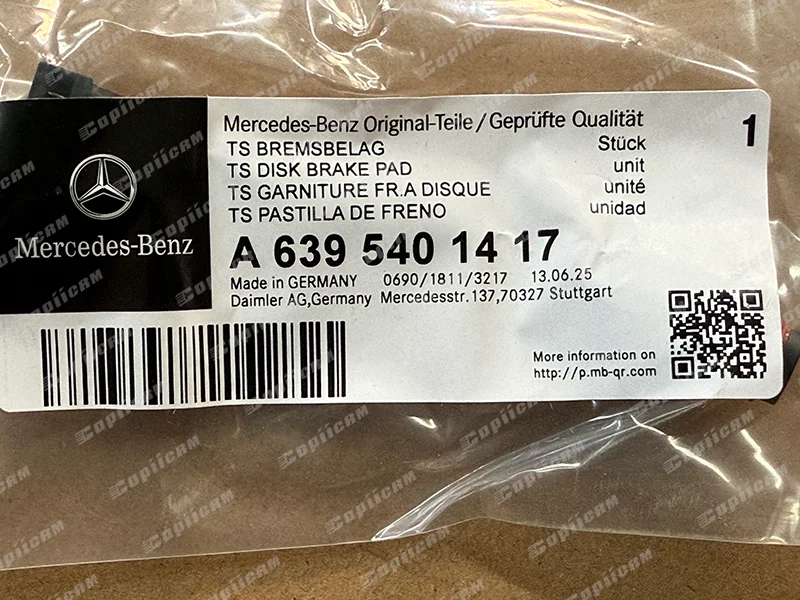 Mercedes-Benz Original-Teile/Geprüfte Qualität
1
TS BREMSBELAG Stück
TS DISK BRAKE PAD unit
TS GARNITURE FR.A DISQUE unité
TS PASTILLA DE FRENO unidad
Mercedes-Benz
A 639 540 14 17
Made in GERMANY 0690/1811/3217 13.06.25
Daimler AG,Germany Mercedesstr.137,70327 Stuttgart
More information on
http://p.mb-qr.com
COPIICAM